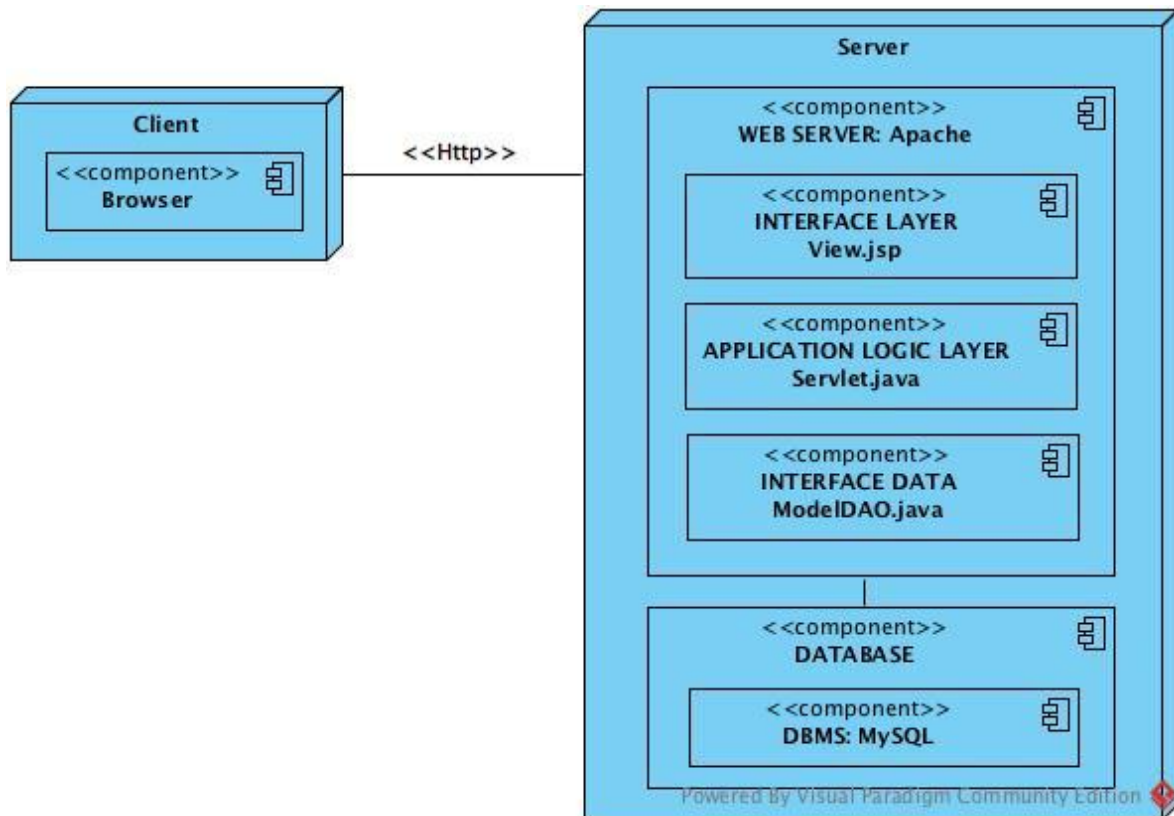 Server
<<component>>
WEB SERVER: Apache
Client
<<component>>
Browser
<<Http>>
<<component>>
INTERFACE LAYER
View.jsp
<<component>>
APPLICATION LOGIC LAYER
Servlet.java
<<component>>
INTERFACE DATA
ModelDAO.java
<<component>>
DATABASE
<<component>>
DBMS: MySQL
Powered By Visual Paradigm Community Edition